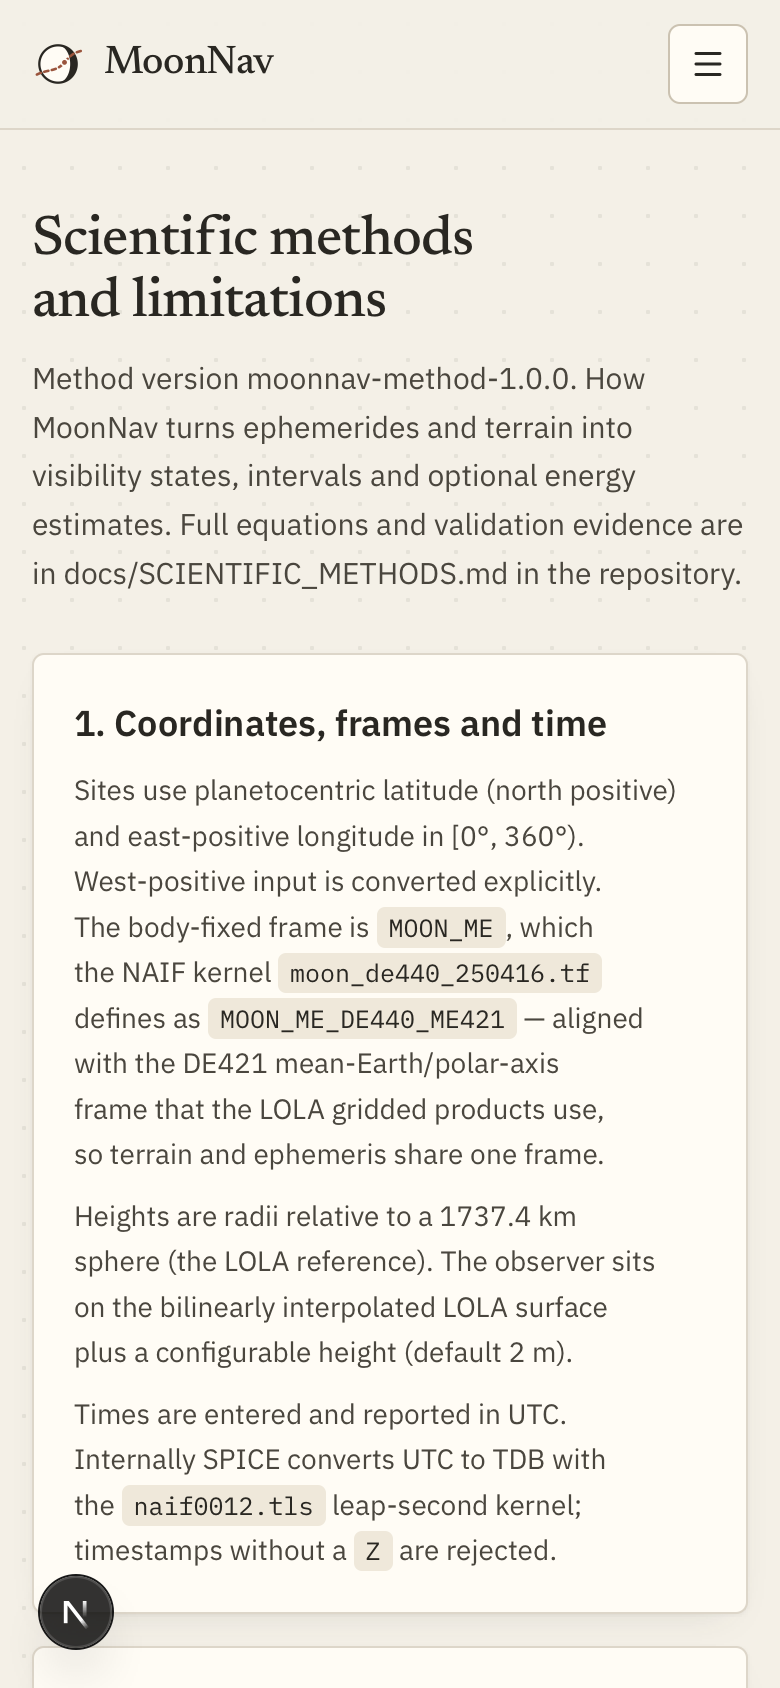 MoonNav
Scientific methods
and limitations
Method version moonnav-method-1.0.0. How
MoonNav turns ephemerides and terrain into
visibility states, intervals and optional energy
estimates. Full equations and validation evidence are
in docs/SCIENTIFIC_METHODS.md in the repository.
1. Coordinates, frames and time
Sites use planetocentric latitude (north positive)
and east-positive longitude in [0°, 360°).
West-positive input is converted explicitly.
The body-fixed frame is MOON_ME, which
the NAIF kernel moon_de440_250416.tf
defines as MOON_ME_DE440_ME421 — aligned
with the DE421 mean-Earth/polar-axis
frame that the LOLA gridded products use,
so terrain and ephemeris share one frame.
Heights are radii relative to a 1737.4 km
sphere (the LOLA reference). The observer sits
on the bilinearly interpolated LOLA surface
plus a configurable height (default 2 m).
Times are entered and reported in UTC.
Internally SPICE converts UTC to TDB with
the naif0012.tls leap-second kernel;
timestamps without a Z are rejected.
N